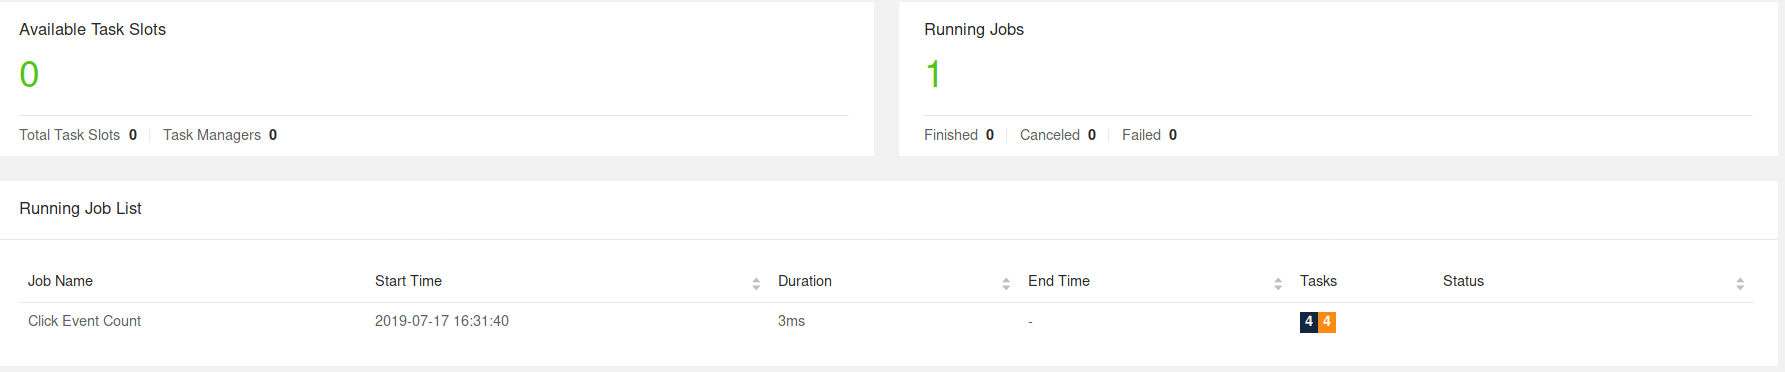 Available Task Slots
0
Total Task Slots 0 Task Managers 0
Running Jobs
1
Finished 0 Canceled 0 Failed 0
Running Job List
Job Name Start Time Duration End Time Tasks Status
Click Event Count 2019-07-17 16:31:40 3ms - 4 4